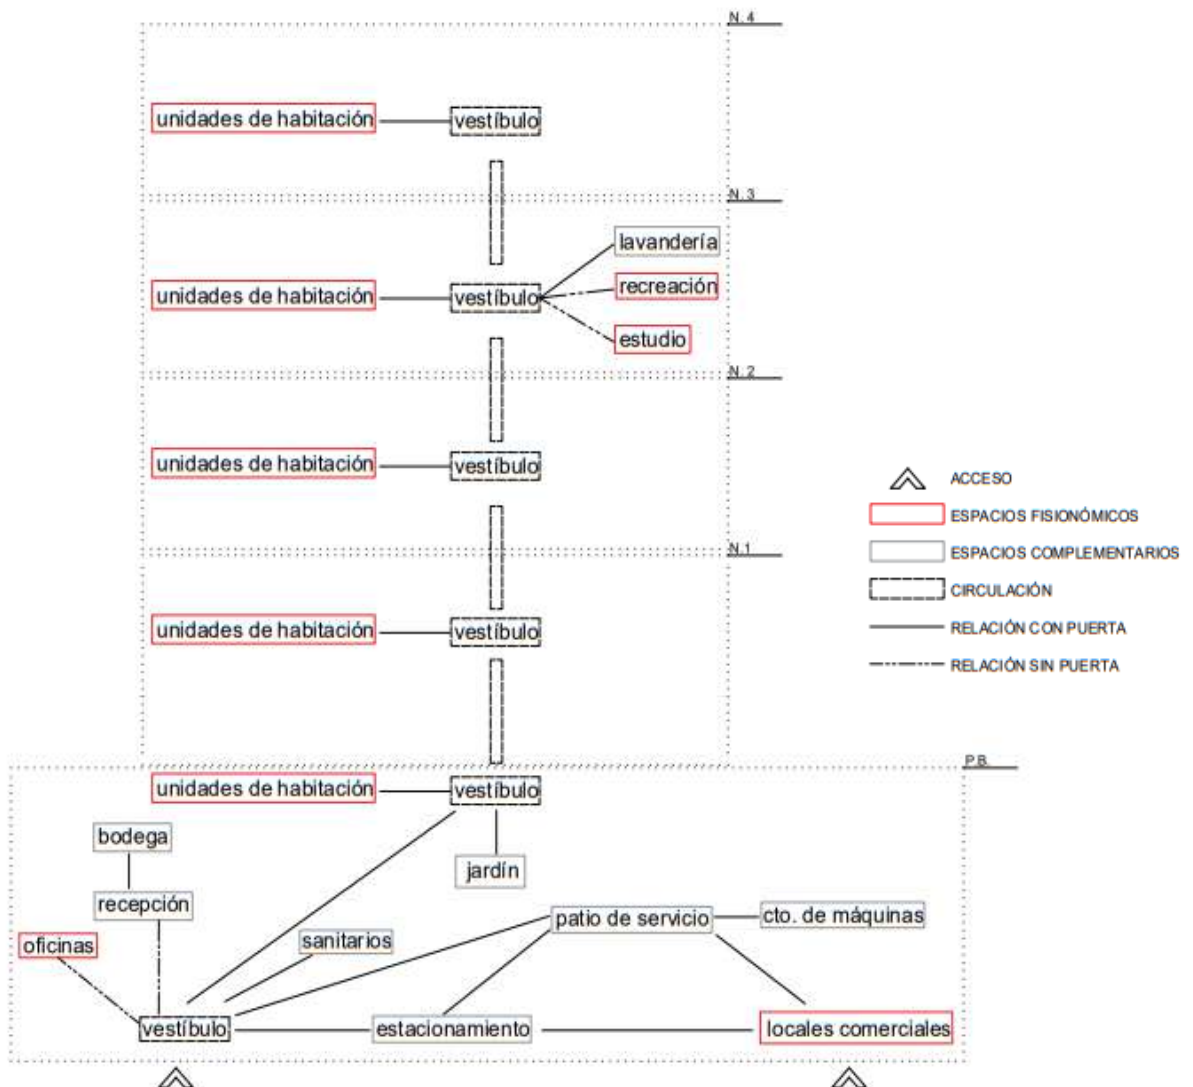 N. 4
unidades de habitación
vestíbulo
N. 3
lavandería
unidades de habitación
vestíbulo
recreación
estudio
N. 2
unidades de habitación
vestíbulo
ACCESO
ESPACIOS FISIONÓMICOS
N.1
ESPACIOS COMPLEMENTARIOS
CIRCULACIÓN
unidades de habitación
vestíbulo
RELACIÓN CON PUERTA
RELACIÓN SIN PUERTA
P.B.
unidades de habitación
vestíbulo
bodega
jardín
recepción
patio de servicio
cto. de máquinas
oficinas
sanitarios
vestíbulo
estacionamiento
locales comerciales